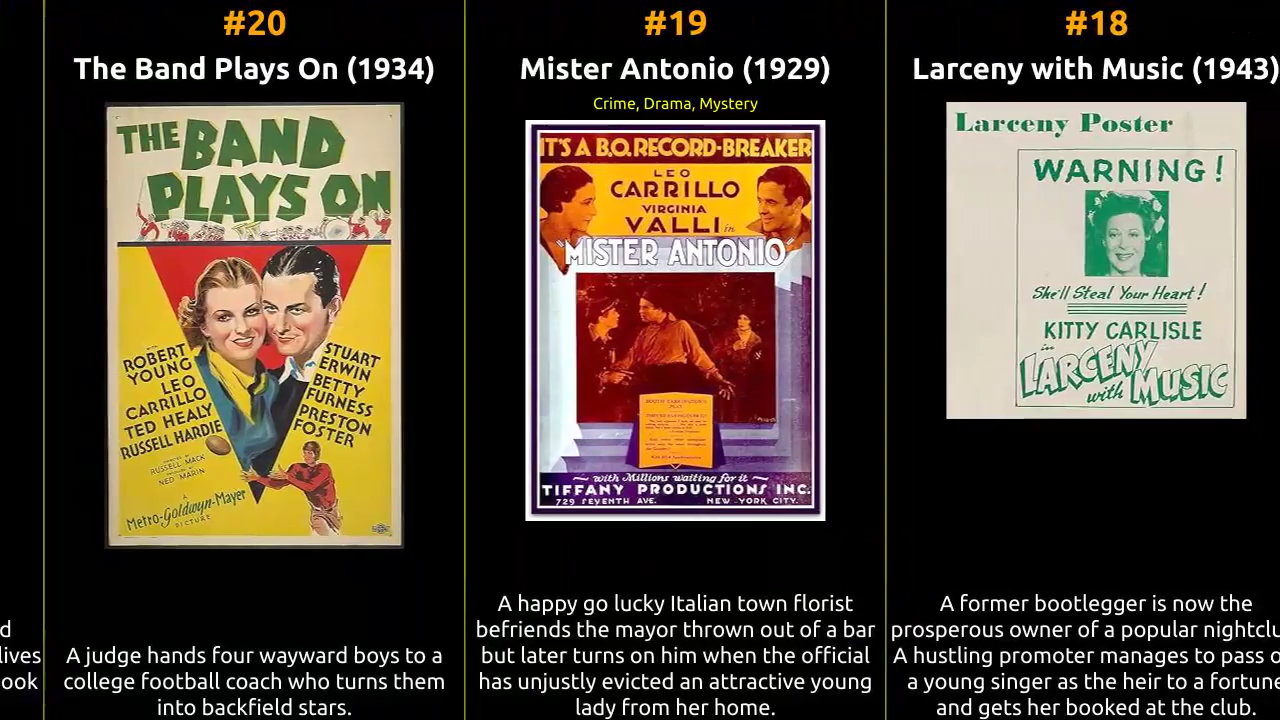 d
lives
ook
#20
The Band Plays On (1934)
THE
BAND
PLAYS ON
ROBERT
YOUNG
LEO
CARRILLO
TED HEALY
RUSSELL HARDIE
STUART
ERWIN
BETTY
FURNESS
PRESTON
FOSTER
RUSSELL MACK
NED MARIN
A
Metro-Goldwyn-Mayer
PICTURE
A judge hands four wayward boys to a
college football coach who turns them
into backfield stars.
#19
Mister Antonio (1929)
Crime, Drama, Mystery
IT'S A B.O. RECORD-BREAKER
LEO
CARRILLO
VIRGINIA
VALLI in
"MISTER ANTONIO"
with Millions waiting for it
TIFFANY PRODUCTIONS INC.
729 SEVENTH AVE. NEW YORK CITY.
A happy go lucky Italian town florist
befriends the mayor thrown out of a bar
but later turns on him when the official
has unjustly evicted an attractive young
lady from her home.
#18
Larceny with Music (1943)
Larceny Poster
WARNING!
She'll Steal Your Heart!
KITTY CARLISLE
in
LARCENY
with MUSIC
A former bootlegger is now the
prosperous owner of a popular nightclu
A hustling promoter manages to pass o
a young singer as the heir to a fortune
and gets her booked at the club.